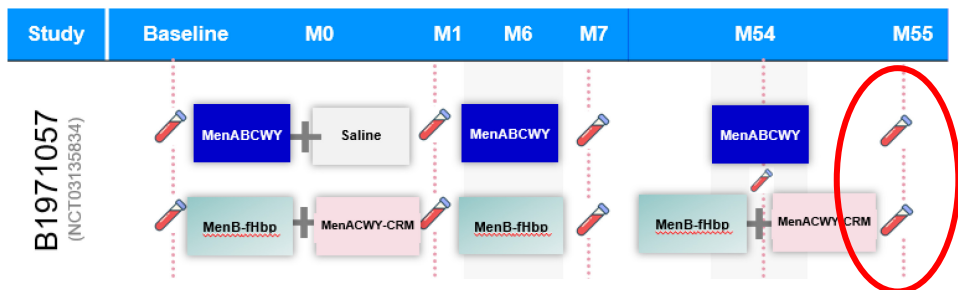 Study Baseline M0 M1 M6 M7 M54 M55
B1971057
(NCT03135834)
MenABCWY Saline MenABCWY MenABCWY
MenB-fHbp MenACWY-CRM MenB-fHbp MenB-fHbp MenACWY-CRM